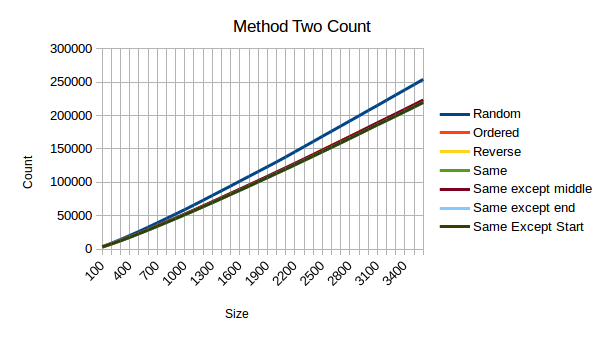 Method Two Count
300000
250000
200000
150000
100000
50000
0
Count
100
400
700
1000
1300
1600
1900
2200
2500
2800
3100
3400
Size
Random
Ordered
Reverse
Same
Same except middle
Same except end
Same Except Start